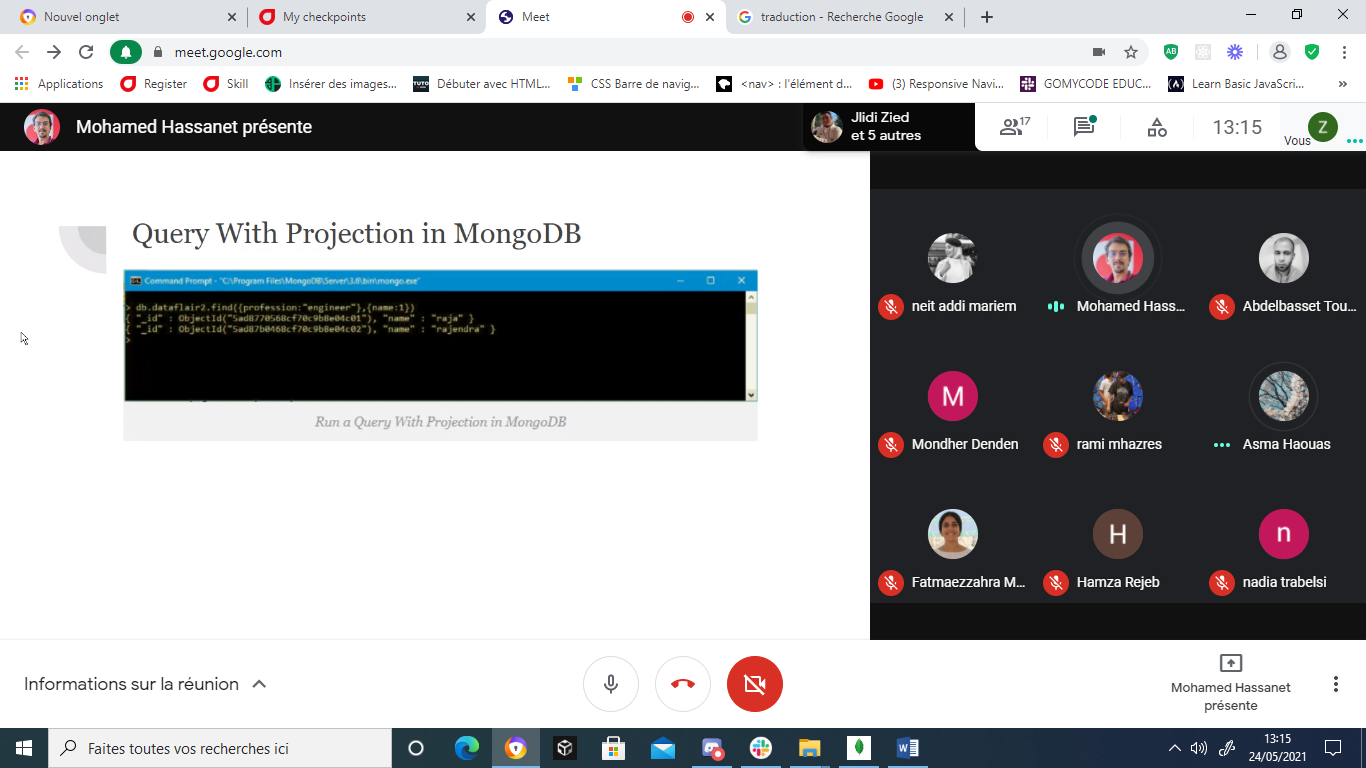 Nouvel onglet
My checkpoints
Meet
traduction - Recherche Google
meet.google.com
Applications
Register
Skill
Insérer des images...
Débuter avec HTML...
CSS Barre de navig...
<nav> : l'élément d...
(3) Responsive Navi...
GOMYCODE EDUC...
Learn Basic JavaScri...
»
Mohamed Hassanet présente
Jlidi Zied
et 5 autres
17
13:15
Vous
Z
Query With Projection in MongoDB
Command Prompt - "C:\Program Files\MongoDB\Server\3.6\bin\mongo.exe"
> db.dataflair2.find({profession:"engineer"},{name:1})
{ "_id" : ObjectId("5ad8770568cf70c9b8e04c01"), "name" : "raja" }
{ "_id" : ObjectId("5ad87b0468cf70c9b8e04c02"), "name" : "rajendra" }
>
Run a Query With Projection in MongoDB
neit addi mariem
Mohamed Hass...
Abdelbasset Tou...
M
Mondher Denden
rami mhazres
Asma Haouas
Fatmaezzahra M...
H
Hamza Rejeb
n
nadia trabelsi
Informations sur la réunion
Mohamed Hassanet
présente
Faites toutes vos recherches ici
13:15
24/05/2021